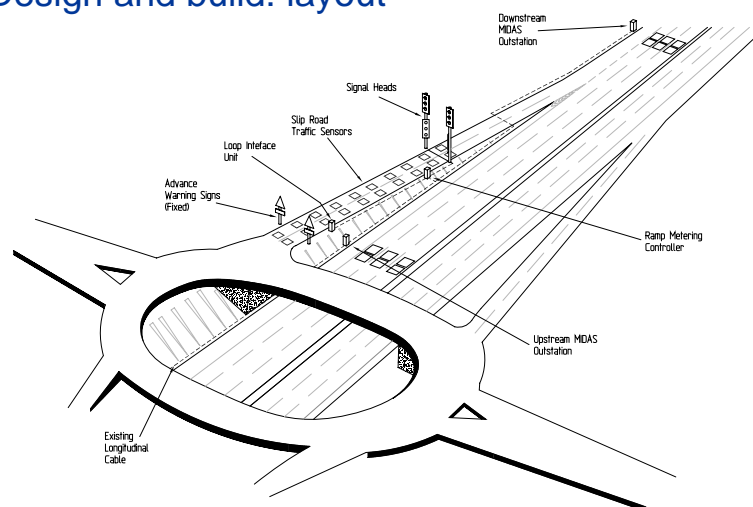 Design and build: layout
Downstream
MIDAS
Outstation
Signal Heads
Slip Road
Traffic Sensors
Loop Inteface
Unit
Advance
Warning Signs
(Fixed)
Ramp Metering
Controller
Upstream MIDAS
Outstation
Existing
Longitudinal
Cable